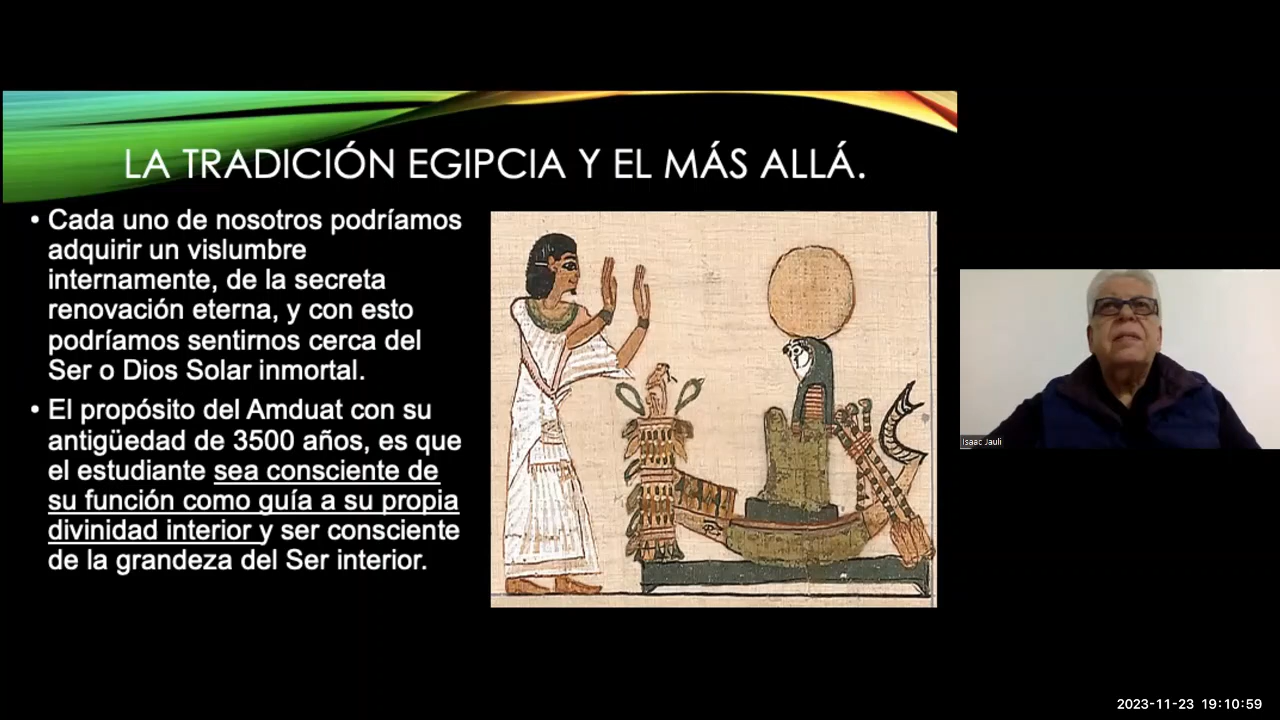 LA TRADICIÓN EGIPCIA Y EL MÁS ALLÁ.
• Cada uno de nosotros podríamos
adquirir un vislumbre
internamente, de la secreta
renovación eterna, y con esto
podríamos sentirnos cerca del
Ser o Dios Solar inmortal.
• El propósito del Amduat con su
antigüedad de 3500 años, es que
el estudiante sea consciente de
su función como guía a su propia
divinidad interior y ser consciente
de la grandeza del Ser interior.
Isaac Jauli
2023-11-23 19:10:59